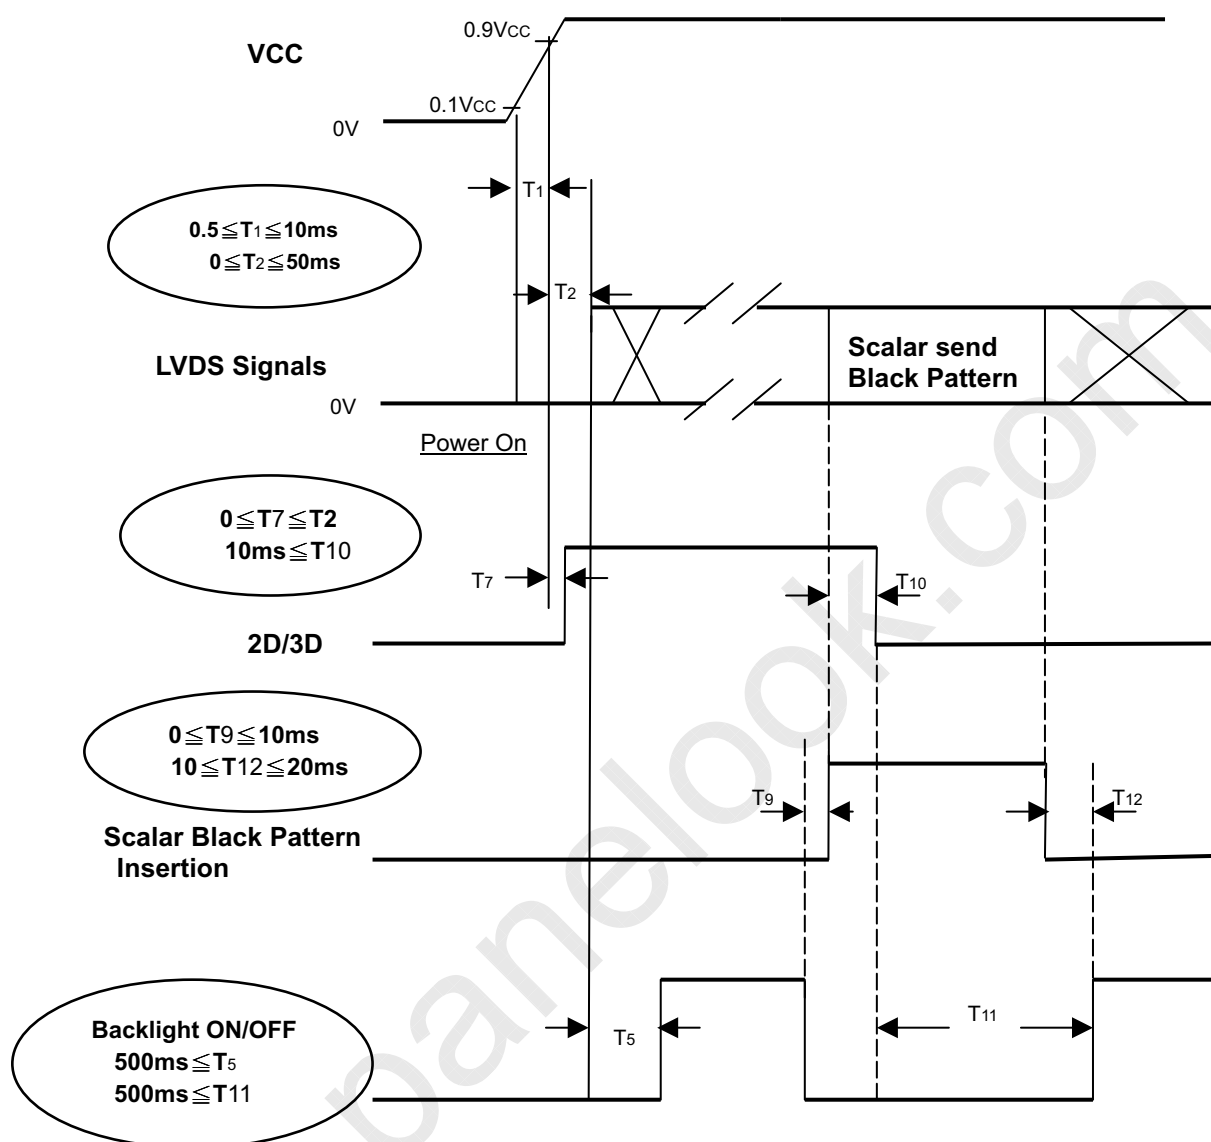 0.9VCC
VCC
0.1VCC
0V
T1
0.5≦T1≦10ms
0≦T2≦50ms
T2
LVDS Signals
Scalar send
Black Pattern
0V
Power On
0≦T7≦T2
10ms≦T10
T7
T10
2D/3D
0≦T9≦10ms
10≦T12≦20ms
T9
T12
Scalar Black Pattern
Insertion
Backlight ON/OFF
500ms≦T5
500ms≦T11
T5
T11
panelook.com